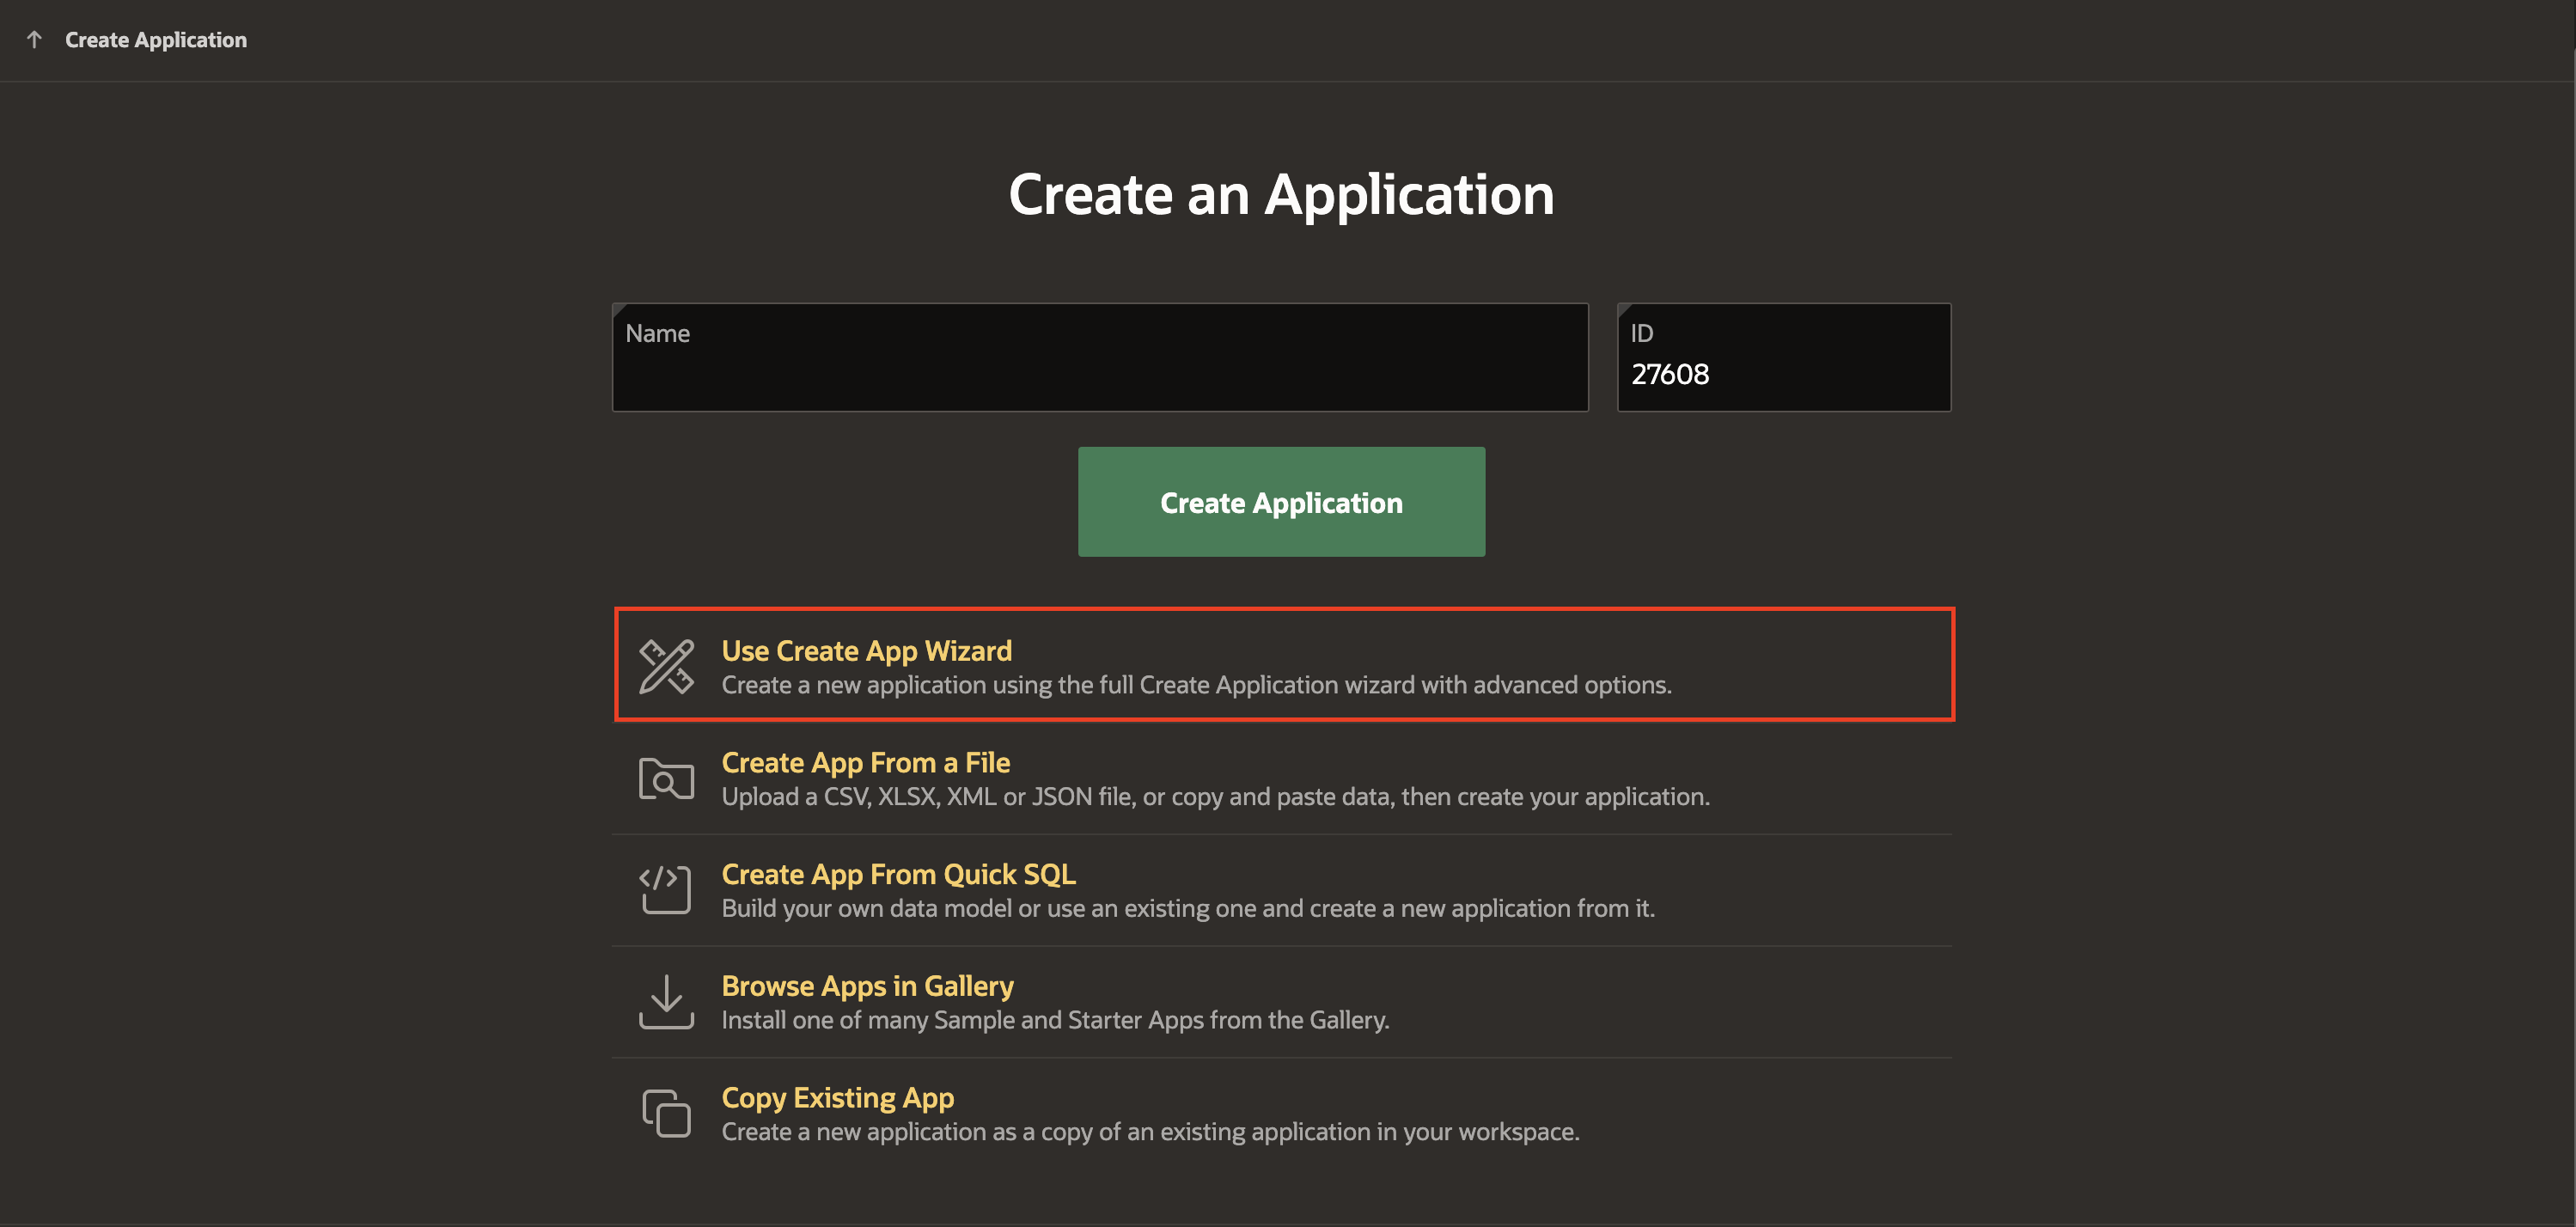 Create Application
Create an Application
Name
ID
27608
Create Application
Use Create App Wizard
Create a new application using the full Create Application wizard with advanced options.
Create App From a File
Upload a CSV, XLSX, XML or JSON file, or copy and paste data, then create your application.
Create App From Quick SQL
Build your own data model or use an existing one and create a new application from it.
Browse Apps in Gallery
Install one of many Sample and Starter Apps from the Gallery.
Copy Existing App
Create a new application as a copy of an existing application in your workspace.